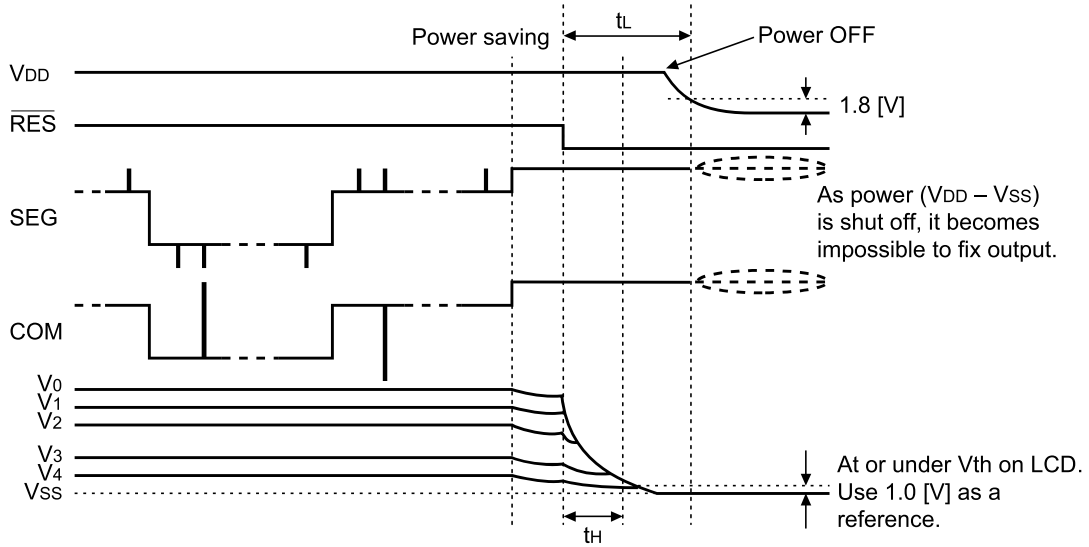 tL
Power saving
Power OFF
VDD
1.8 [V]
RES
SEG
As power (VDD – VSS)
is shut off, it becomes
impossible to fix output.
COM
V0
V1
V2
V3
V4
VSS
At or under Vth on LCD.
Use 1.0 [V] as a
reference.
tH